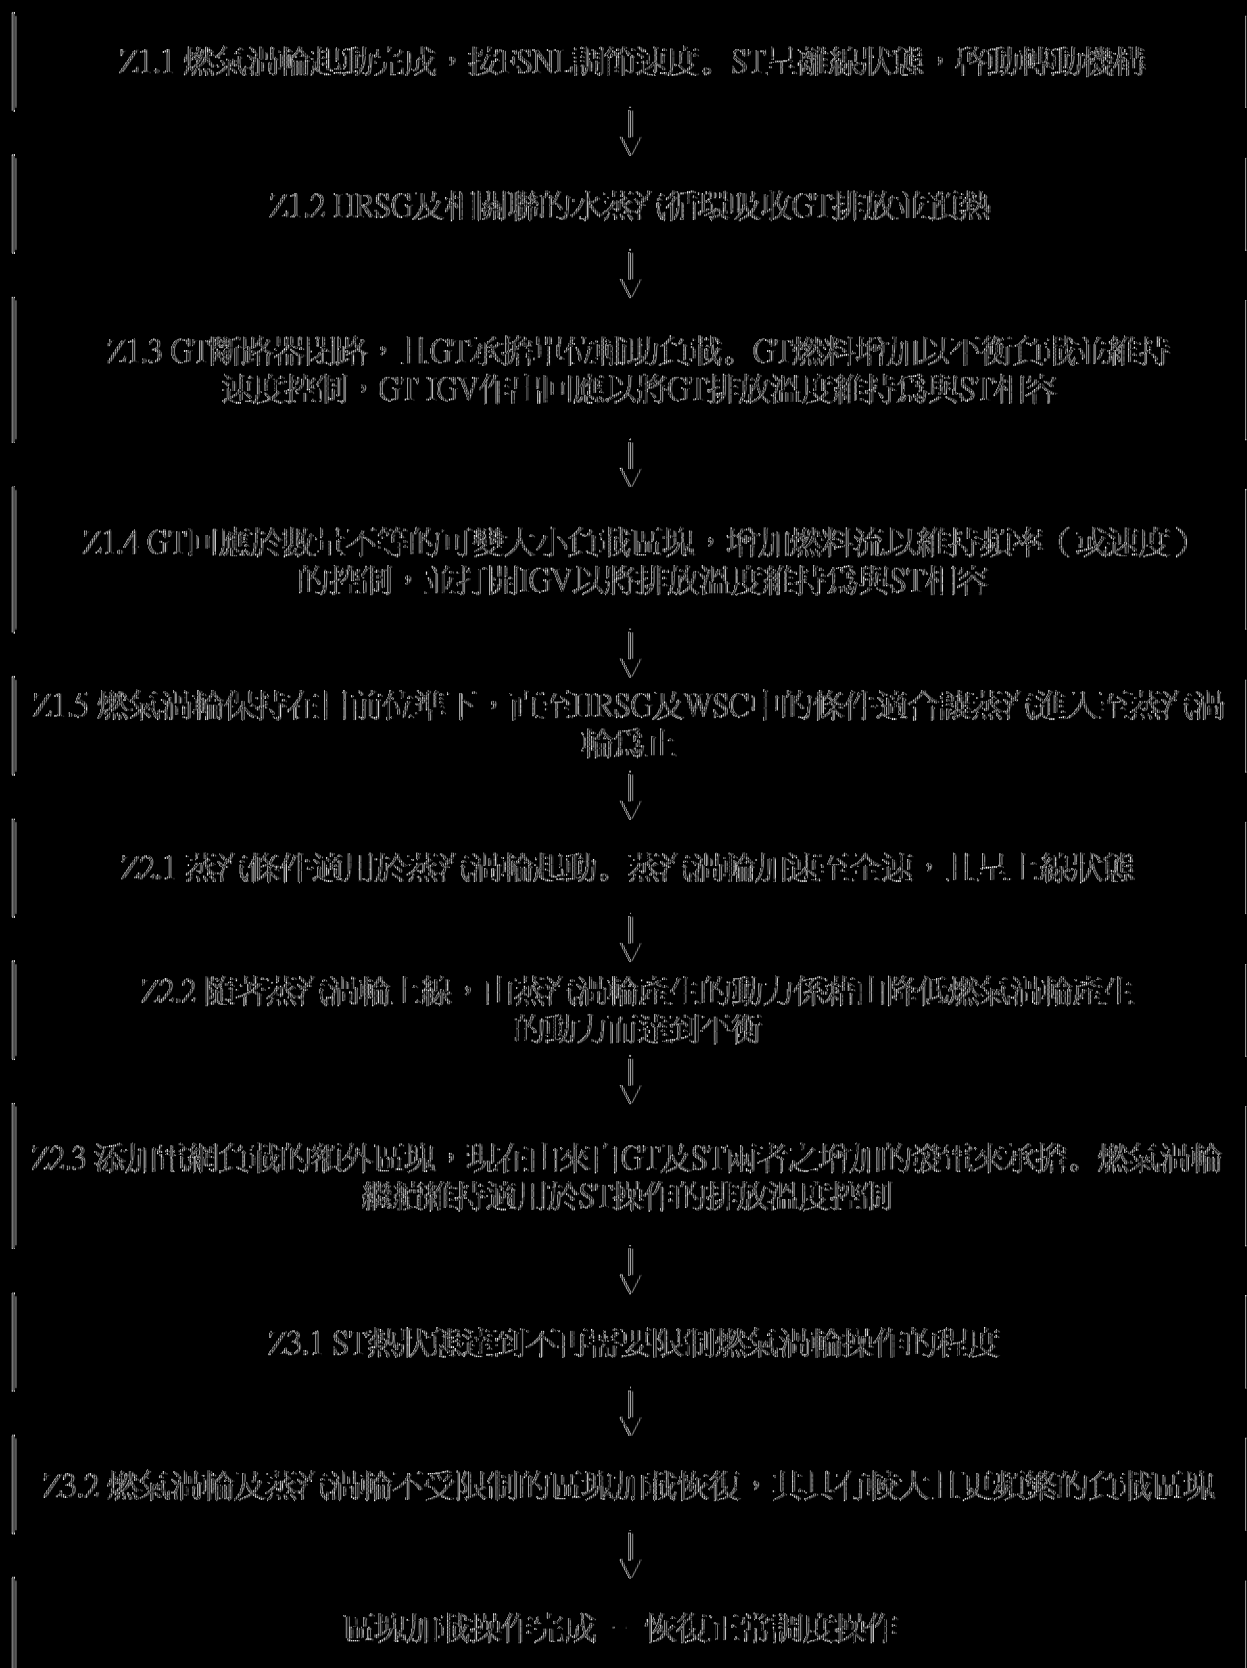 Z1.1 燃氣渦輪起動完成，按FSNL調節速度。ST呈離線狀態，啓動轉動機構
Z1.2 HRSG及相關聯的水蒸汽循環吸收GT排放並預熱
Z1.3 GT斷路器閉路，且GT承擔單位輔助負載。GT燃料增加以平衡負載並維持
速度控制，GT IGV作出回應以將GT排放溫度維持爲與ST相容
Z1.4 GT回應於數量不等的可變大小負載區塊，增加燃料流以維持頻率（或速度）
的控制，並打開IGV以將排放溫度維持爲與ST相容
Z1.5 燃氣渦輪保持在目前位準下，直至HRSG及WSC中的條件適合讓蒸汽進入至蒸汽渦
輪爲止
Z2.1 蒸汽條件適用於蒸汽渦輪起動。蒸汽渦輪加速至全速，且呈上線狀態
Z2.2 隨著蒸汽渦輪上線，由蒸汽渦輪產生的動力係藉由降低燃氣渦輪產生
的動力而達到平衡
Z2.3 添加電網負載的額外區塊，現在由來自GT及ST兩者之增加的發電來承擔。燃氣渦輪
繼續維持適用於ST操作的排放溫度控制
Z3.1 ST熱狀態達到不再需要限制燃氣渦輪操作的程度
Z3.2 燃氣渦輪及蒸汽渦輪不受限制的區塊加載恢復，其具有較大且更頻繁的負載區塊
區塊加載操作完成 — 恢復正常調度操作